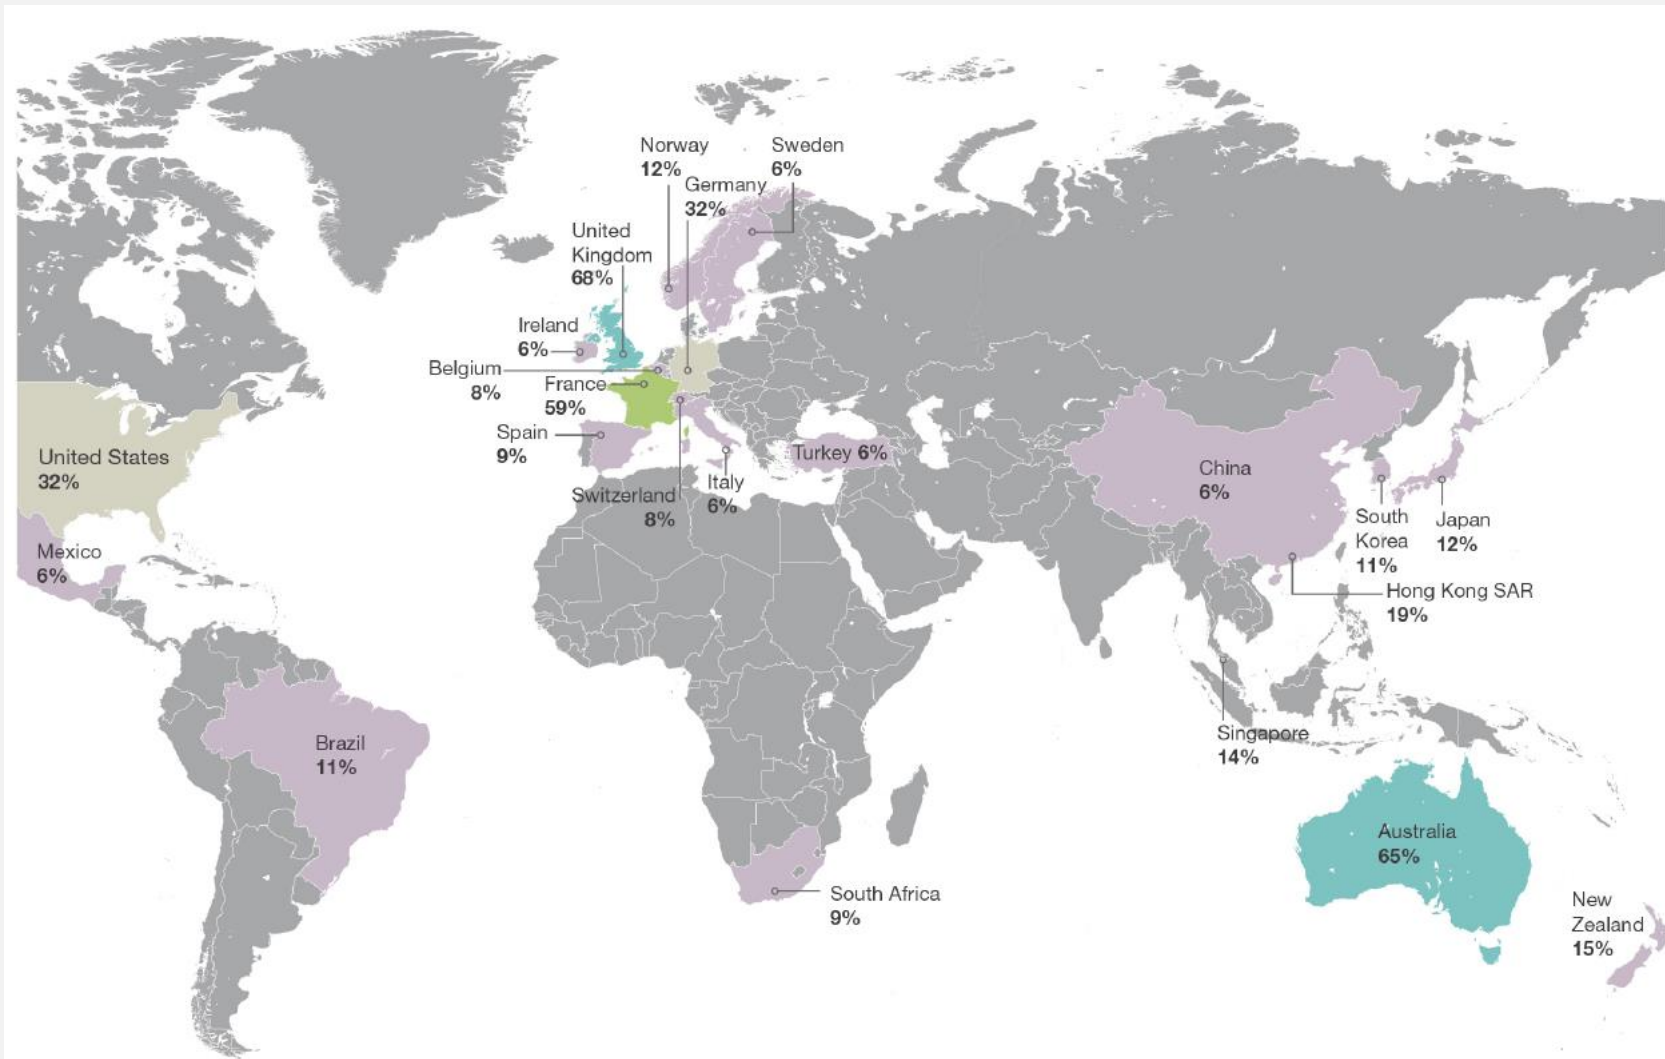 Norway
12%
Sweden
6%
Germany
32%
United
Kingdom
68%
Ireland
6%
Belgium
8%
France
59%
Spain
9%
Switzerland
8%
Italy
6%
Turkey 6%
United States
32%
Mexico
6%
Brazil
11%
South Africa
9%
China
6%
South
Korea
11%
Japan
12%
Hong Kong SAR
19%
Singapore
14%
Australia
65%
New
Zealand
15%